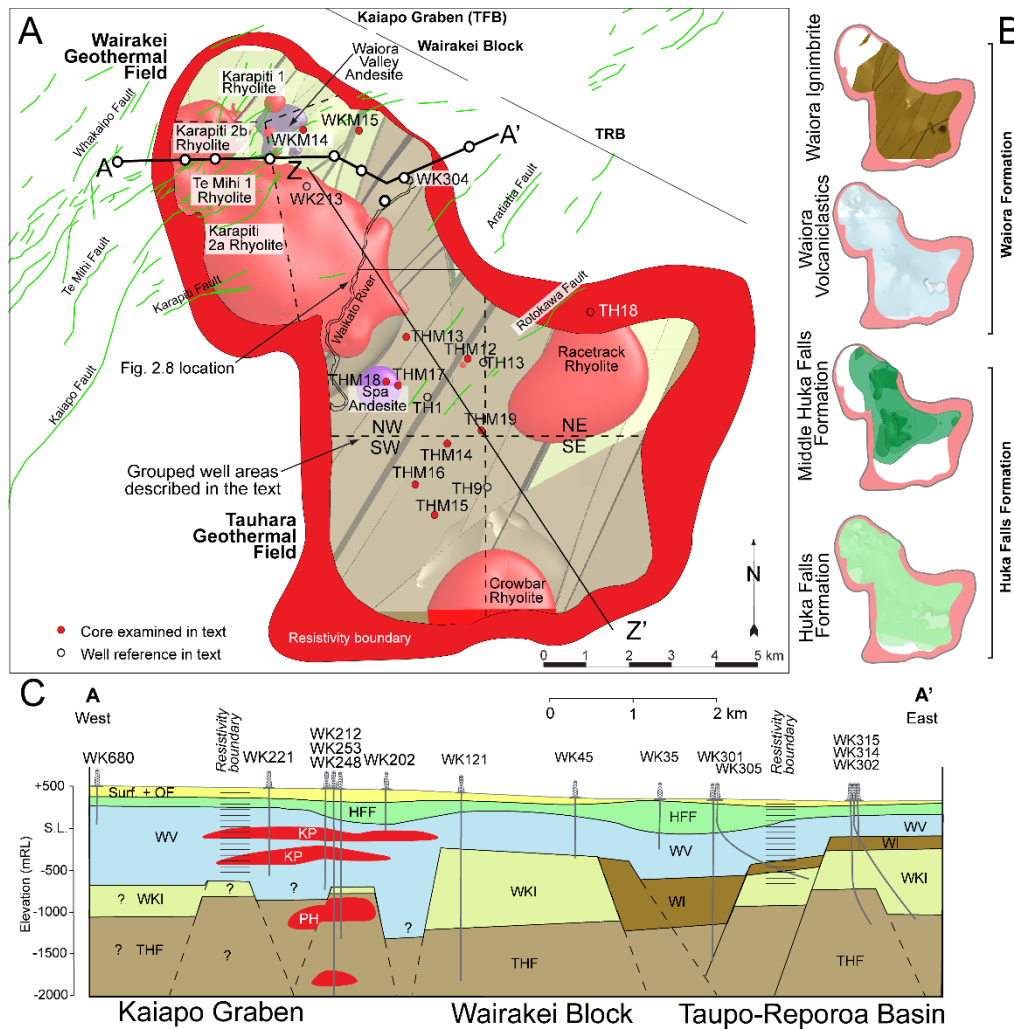 A
Kaiapo Graben (TFB)
Wairakei Block
TRB
Wairakei
Geothermal
Field
Waiora
Valley
Andesite
Karapiti 1
Rhyolite
Whakaipo Fault
Karapiti 2b
Rhyolite
WKM14
WKM15
A
A'
Z
WK304
WK213
Te Mihi 1
Rhyolite
Karapiti
2a Rhyolite
Aratiatia Fault
Te Mihi Fault
Karapiti Fault
Waikato River
Rotokawa Fault
Kaiapo Fault
Fig. 2.8 location
TH18
THM13
THM12
TH13
Racetrack
Rhyolite
THM18
THM17
Spa
Andesite
TH1
THM19
NW
NE
SW
SE
Grouped well areas
described in the text
THM14
THM16
TH9
THM15
Tauhara
Geothermal
Field
Crowbar
Rhyolite
Z'
N
Core examined in text
Well reference in text
Resistivity boundary
0 1 2 3 4 5 km
B
Waiora Ignimbrite
Waiora
Volcaniclastics
Middle Huka Falls
Formation
Huka Falls
Formation
Waiora Formation
Huka Falls Formation
C
A
West
A'
East
0 1 2 km
WK680
Resistivity
boundary
WK221
WK212
WK253
WK248
WK202
WK121
WK45
WK35
WK301
WK305
Resistivity
boundary
WK315
WK314
WK302
Elevation (mRL)
+500
S.L.
-500
-1000
-1500
-2000
Surf. + OF
HFF
HFF
WV
KP
KP
WV
WV
WI
? WKI
?
?
WKI
WI
WKI
PH
?
? THF
?
THF
THF
Kaiapo Graben
Wairakei Block
Taupo-Reporoa Basin